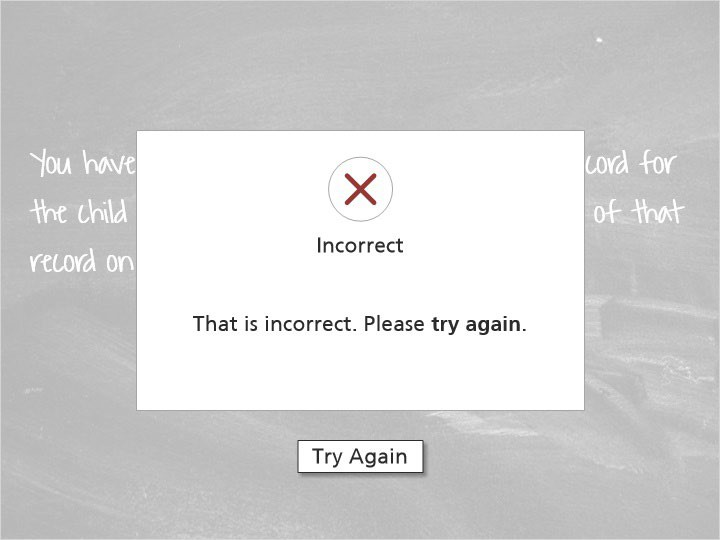 You have cord for
the child of that
record on
Incorrect
That is incorrect. Please try again.
Try Again